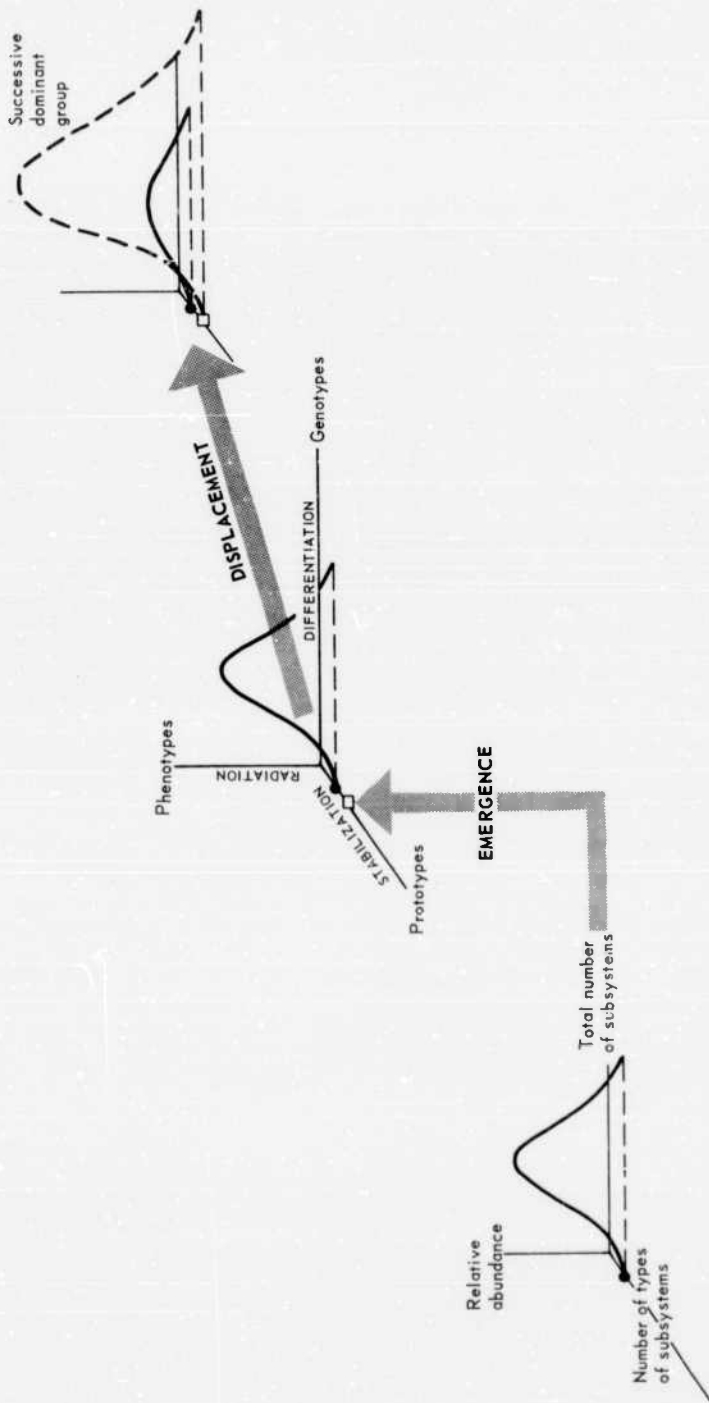 Successive
dominant
group
DISPLACEMENT
Phenotypes
RADIATION
DIFFERENTIATION
Genotypes
STABILIZATION
Prototypes
EMERGENCE
Relative
abundance
Total number
of subsystems
Number of types
of subsystems